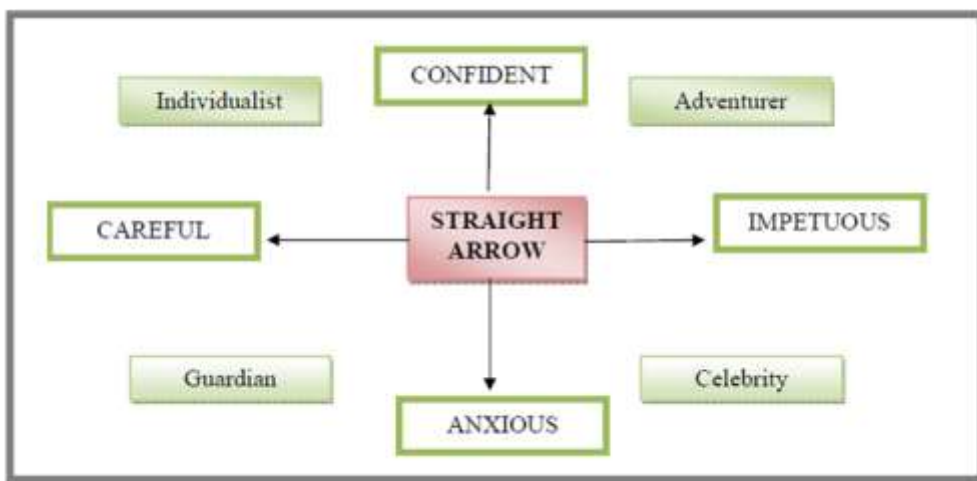 CONFIDENT
Individualist
Adventurer
CAREFUL
STRAIGHT
ARROW
IMPETUOUS
Guardian
Celebrity
ANXIOUS